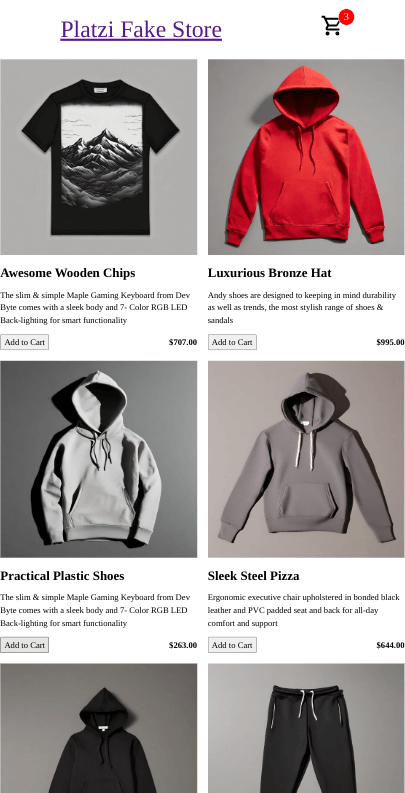 Platzi Fake Store
3
Awesome Wooden Chips
The slim & simple Maple Gaming Keyboard from Dev
Byte comes with a sleek body and 7- Color RGB LED
Back-lighting for smart functionality
Add to Cart
$707.00
Luxurious Bronze Hat
Andy shoes are designed to keeping in mind durability
as well as trends, the most stylish range of shoes &
sandals
Add to Cart
$995.00
Practical Plastic Shoes
The slim & simple Maple Gaming Keyboard from Dev
Byte comes with a sleek body and 7- Color RGB LED
Back-lighting for smart functionality
Add to Cart
$263.00
Sleek Steel Pizza
Ergonomic executive chair upholstered in bonded black
leather and PVC padded seat and back for all-day
comfort and support
Add to Cart
$644.00